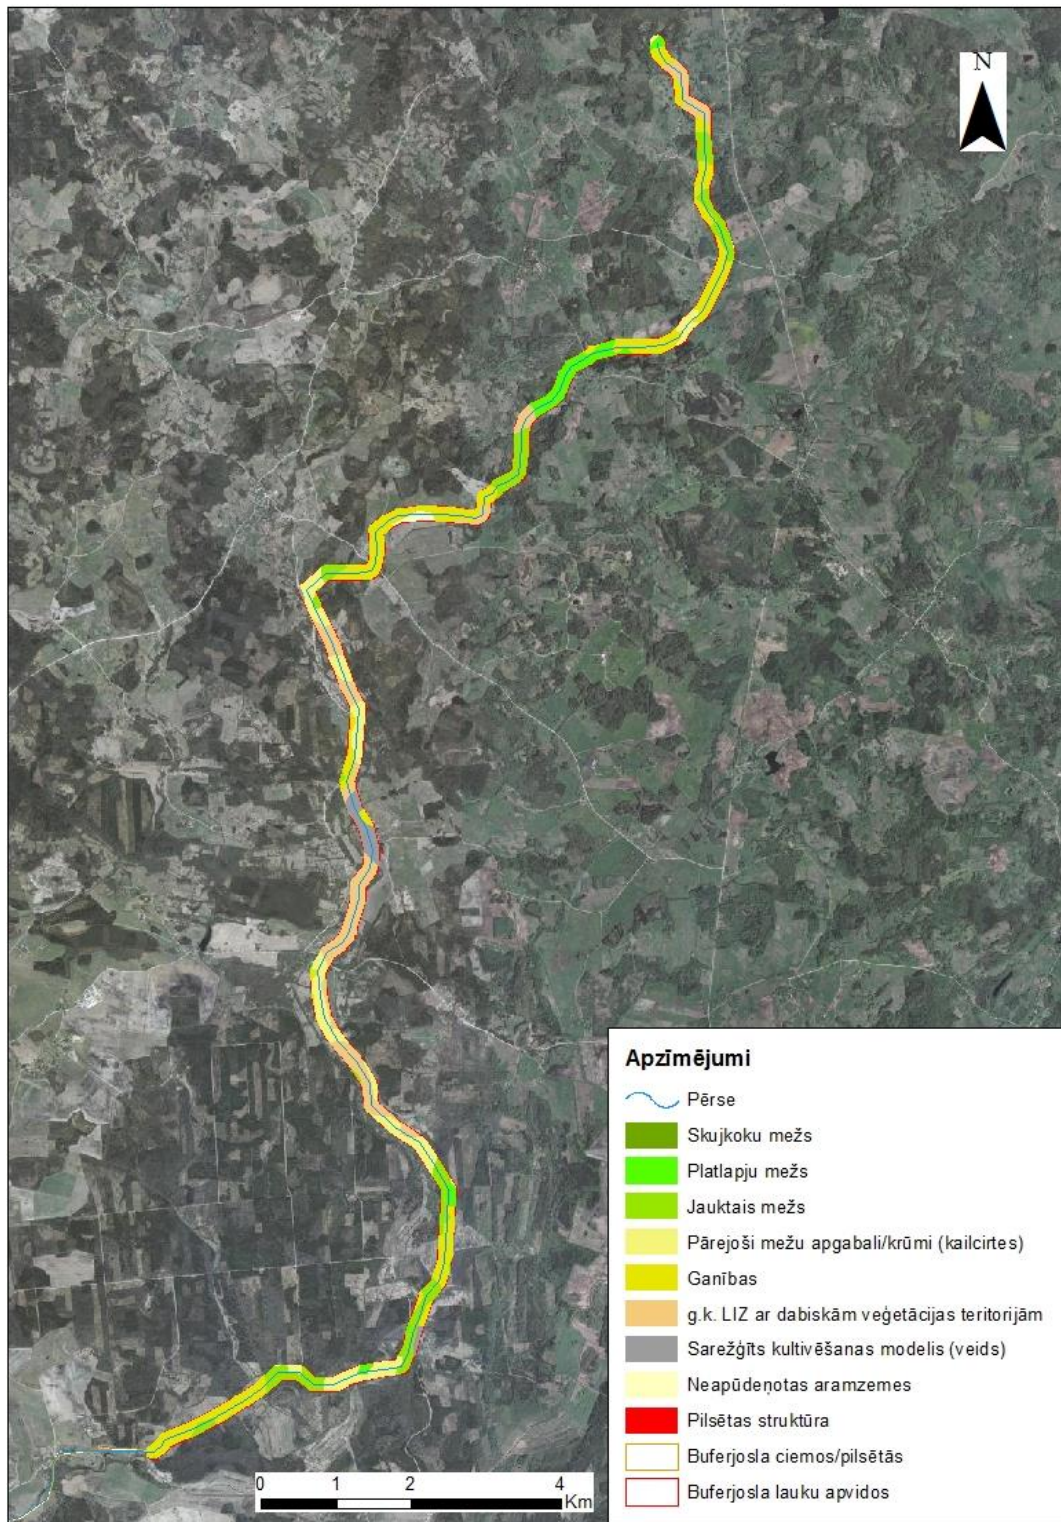 N
Apzīmējumi
Pērse
Skujkoku mežs
Platlapju mežs
Jauktais mežs
Pārejoši mežu apgabali/krūmi (kailcirtes)
Ganības
g.k. LIZ ar dabiskām veģetācijas teritorijām
Sarežģīts kultivēšanas modelis (veids)
Neapūdeņotas aramzemes
Pilsētas struktūra
Buferjosla ciemos/pilsētās
Buferjosla lauku apvidos
0 1 2 4
Km